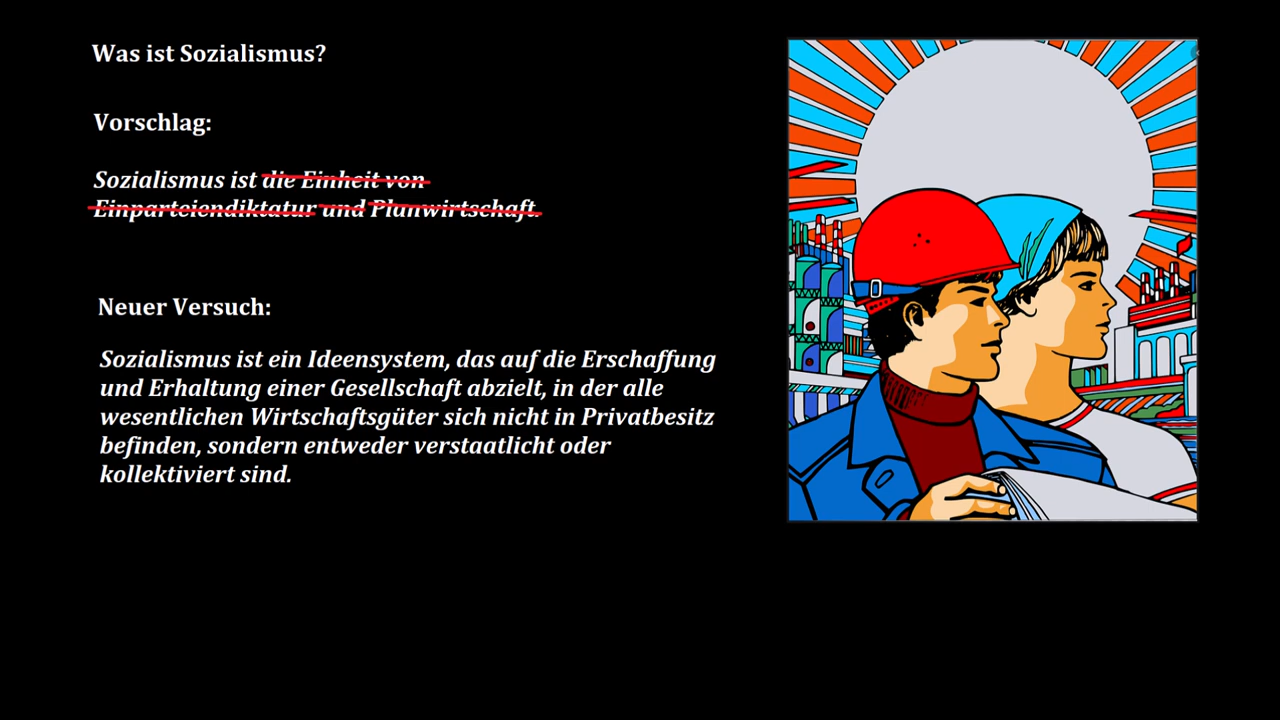 Was ist Sozialismus?
Vorschlag:
Sozialismus ist die Einheit von
Einparteiendiktatur und Planwirtschaft.
Neuer Versuch:
Sozialismus ist ein Ideensystem, das auf die Erschaffung
und Erhaltung einer Gesellschaft abzielt, in der alle
wesentlichen Wirtschaftsgüter sich nicht in Privatbesitz
befinden, sondern entweder verstaatlicht oder
kollektiviert sind.